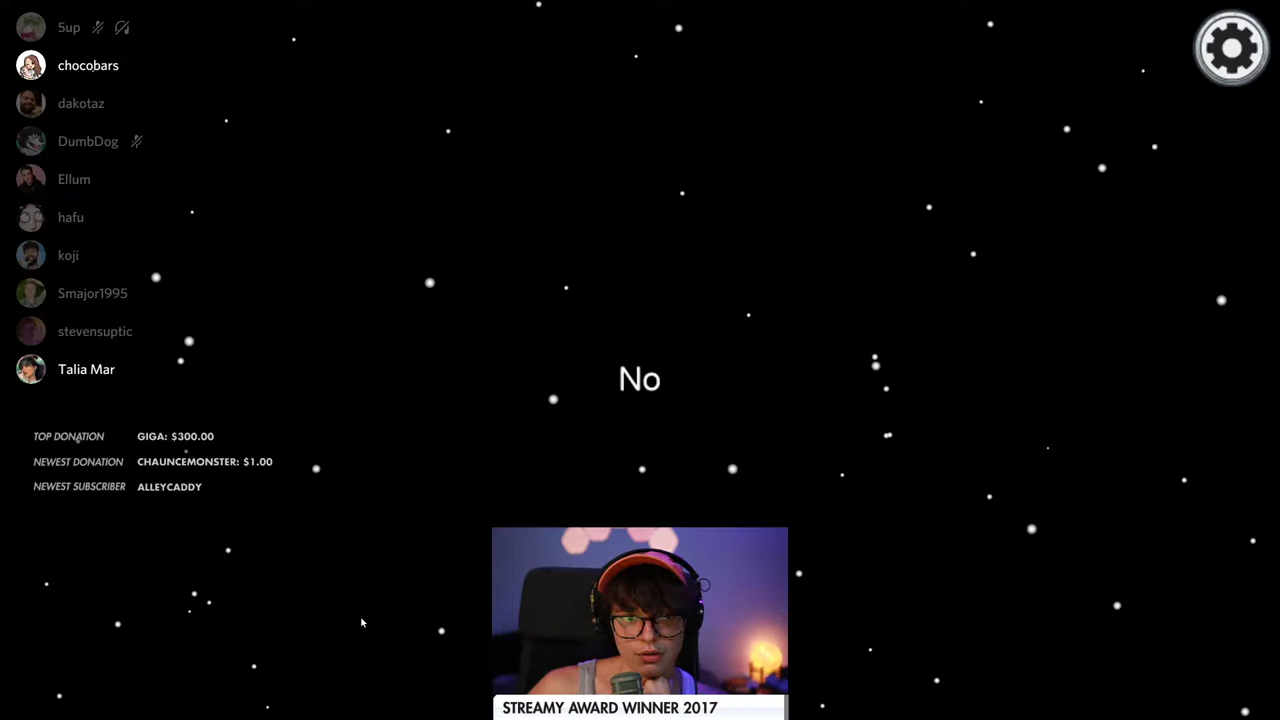 5up
chocobars
dakotaz
DumbDog
Ellum
hafu
koji
Smajor1995
stevensuptic
Talia Mar
No
TOP DONATION GIGA: $300.00
NEWEST DONATION CHAUNCEMONSTER: $1.00
NEWEST SUBSCRIBER ALLEYCADDY
STREAMY AWARD WINNER 2017